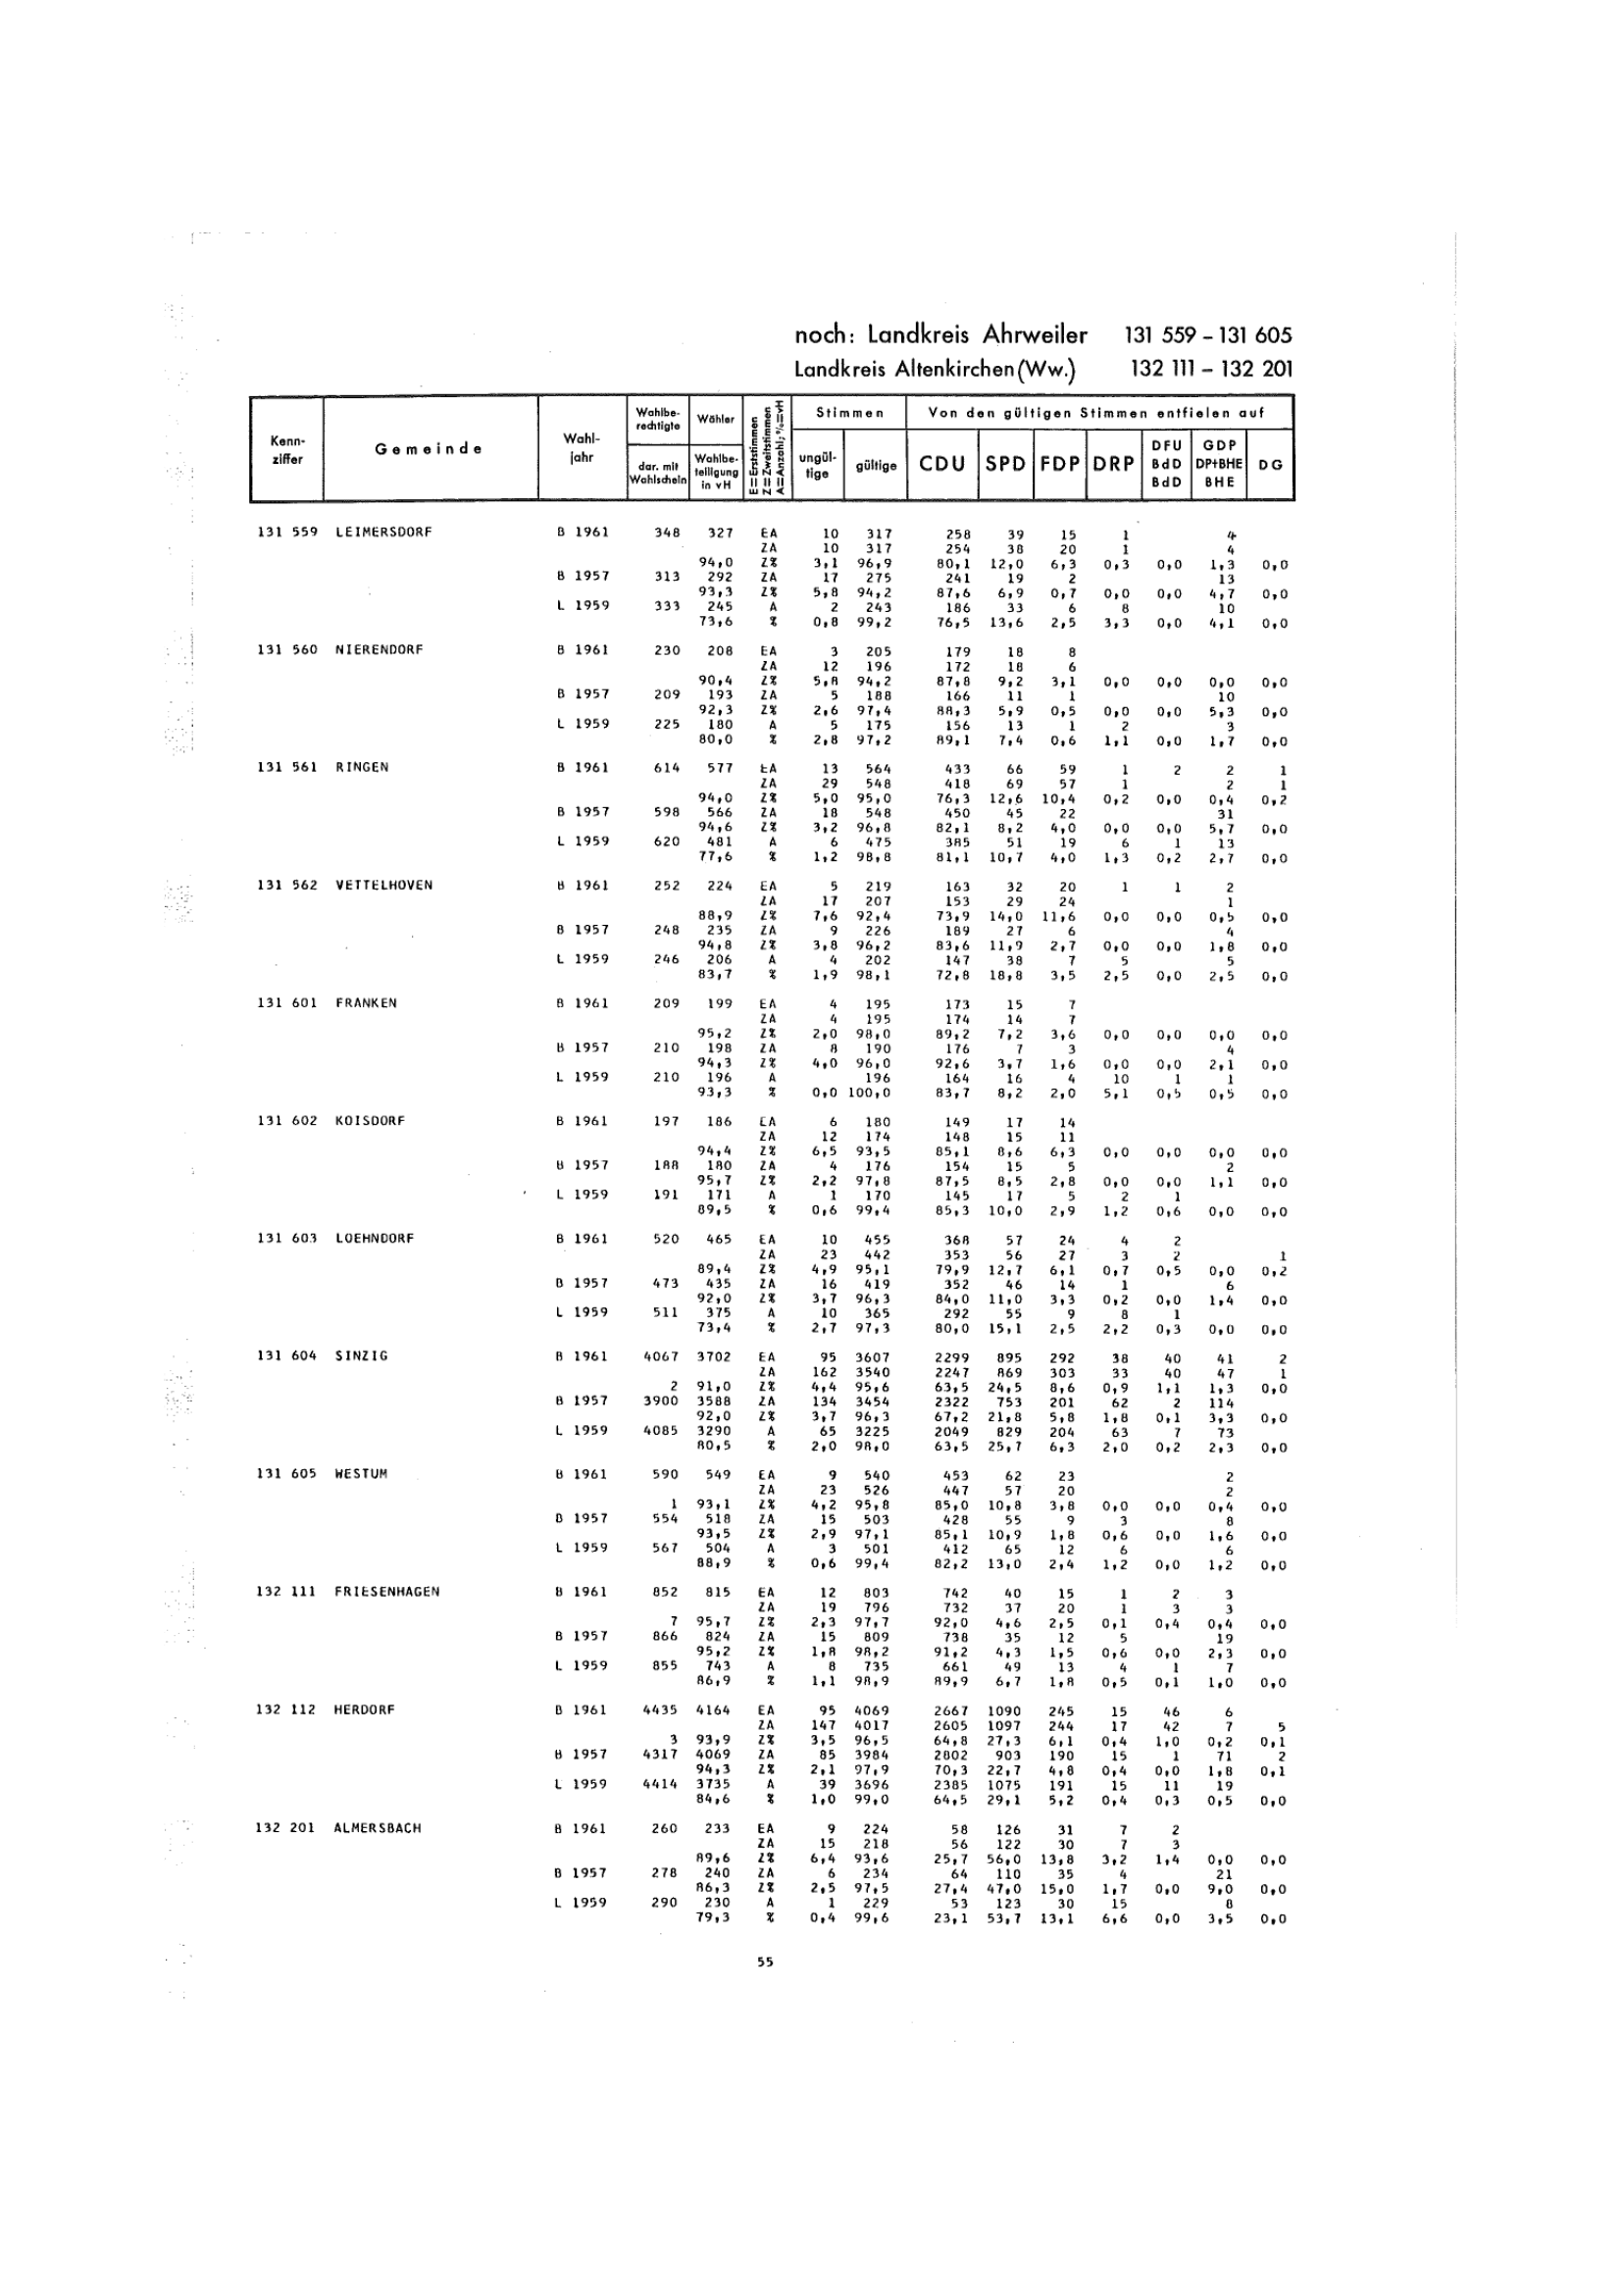 noch: Landkreis Ahrweiler 131 559 – 131 605
Landkreis Altenkirchen (Ww.) 132 111 – 132 201
Kenn-ziffer Gemeinde Wahl-jahr Wahlbe-rechtigte dar. mit Wahlschein Wähler Wahlbe-teiligung in vH E = Erststimmen Z = Zweitstimmen A = Anzahl; % = vH Stimmen ungül-tige gültige Von den gültigen Stimmen entfielen auf CDU SPD FDP DRP DFU BdD BdD GDP DP+BHE BHE DG
131 559 LEIMERSDORF B 1961 348 327 EA 10 317 258 39 15 1 4
ZA 10 317 254 38 20 1 4
94,0 Z% 3,1 96,9 80,1 12,0 6,3 0,3 0,0 1,3 0,0
B 1957 313 292 ZA 17 275 241 19 2 13
93,3 Z% 5,8 94,2 87,6 6,9 0,7 0,0 0,0 4,7 0,0
L 1959 333 245 A 2 243 186 33 6 8 10
73,6 % 0,8 99,2 76,5 13,6 2,5 3,3 0,0 4,1 0,0
131 560 NIERENDORF B 1961 230 208 EA 3 205 179 18 8
ZA 12 196 172 18 6
90,4 Z% 5,8 94,2 87,8 9,2 3,1 0,0 0,0 0,0 0,0
B 1957 209 193 ZA 5 188 166 11 1 10
92,3 Z% 2,6 97,4 88,3 5,9 0,5 0,0 0,0 5,3 0,0
L 1959 225 180 A 5 175 156 13 1 2 3
80,0 % 2,8 97,2 89,1 7,4 0,6 1,1 0,0 1,7 0,0
131 561 RINGEN B 1961 614 577 EA 13 564 433 66 59 1 2 2 1
ZA 29 548 418 69 57 1 2 1
94,0 Z% 5,0 95,0 76,3 12,6 10,4 0,2 0,0 0,4 0,2
B 1957 598 566 ZA 18 548 450 45 22 31
94,6 Z% 3,2 96,8 82,1 8,2 4,0 0,0 0,0 5,7 0,0
L 1959 620 481 A 6 475 385 51 19 6 1 13
77,6 % 1,2 98,8 81,1 10,7 4,0 1,3 0,2 2,7 0,0
131 562 VETTELHOVEN B 1961 252 224 EA 5 219 163 32 20 1 1 2
ZA 17 207 153 29 24 1
88,9 Z% 7,6 92,4 73,9 14,0 11,6 0,0 0,0 0,5 0,0
B 1957 248 235 ZA 9 226 189 27 6 4
94,8 Z% 3,8 96,2 83,6 11,9 2,7 0,0 0,0 1,8 0,0
L 1959 246 206 A 4 202 147 38 7 5 5
83,7 % 1,9 98,1 72,8 18,8 3,5 2,5 0,0 2,5 0,0
131 601 FRANKEN B 1961 209 199 EA 4 195 173 15 7
ZA 4 195 174 14 7
95,2 Z% 2,0 98,0 89,2 7,2 3,6 0,0 0,0 0,0 0,0
B 1957 210 198 ZA 8 190 176 7 3 4
94,3 Z% 4,0 96,0 92,6 3,7 1,6 0,0 0,0 2,1 0,0
L 1959 210 196 A 196 164 16 4 10 1 1
93,3 % 0,0 100,0 83,7 8,2 2,0 5,1 0,5 0,5 0,0
131 602 KOISDORF B 1961 197 186 EA 6 180 149 17 14
ZA 12 174 148 15 11
94,4 Z% 6,5 93,5 85,1 8,6 6,3 0,0 0,0 0,0 0,0
B 1957 188 180 ZA 4 176 154 15 5 2
95,7 Z% 2,2 97,8 87,5 8,5 2,8 0,0 0,0 1,1 0,0
L 1959 191 171 A 1 170 145 17 5 2 1
89,5 % 0,6 99,4 85,3 10,0 2,9 1,2 0,6 0,0 0,0
131 603 LOEHNDORF B 1961 520 465 EA 10 455 368 57 24 4 2
ZA 23 442 353 56 27 3 2 1
89,4 Z% 4,9 95,1 79,9 12,7 6,1 0,7 0,5 0,0 0,2
B 1957 473 435 ZA 16 419 352 46 14 1 6
92,0 Z% 3,7 96,3 84,0 11,0 3,3 0,2 0,0 1,4 0,0
L 1959 511 375 A 10 365 292 55 9 8 1
73,4 % 2,7 97,3 80,0 15,1 2,5 2,2 0,3 0,0 0,0
131 604 SINZIG B 1961 4067 3702 EA 95 3607 2299 895 292 38 40 41 2
ZA 162 3540 2247 869 303 33 40 47 1
2 91,0 Z% 4,4 95,6 63,5 24,5 8,6 0,9 1,1 1,3 0,0
B 1957 3900 3588 ZA 134 3454 2322 753 201 62 2 114
92,0 Z% 3,7 96,3 67,2 21,8 5,8 1,8 0,1 3,3 0,0
L 1959 4085 3290 A 65 3225 2049 829 204 63 7 73
80,5 % 2,0 98,0 63,5 25,7 6,3 2,0 0,2 2,3 0,0
131 605 WESTUM B 1961 590 549 EA 9 540 453 62 23 2
ZA 23 526 447 57 20 2
1 93,1 Z% 4,2 95,8 85,0 10,8 3,8 0,0 0,0 0,4 0,0
B 1957 554 518 ZA 15 503 428 55 9 3 8
93,5 Z% 2,9 97,1 85,1 10,9 1,8 0,6 0,0 1,6 0,0
L 1959 567 504 A 3 501 412 65 12 6 6
88,9 % 0,6 99,4 82,2 13,0 2,4 1,2 0,0 1,2 0,0
132 111 FRIESENHAGEN B 1961 852 815 EA 12 803 742 40 15 1 2 3
ZA 19 796 732 37 20 1 3 3
7 95,7 Z% 2,3 97,7 92,0 4,6 2,5 0,1 0,4 0,4 0,0
B 1957 866 824 ZA 15 809 738 35 12 5 19
95,2 Z% 1,8 98,2 91,2 4,3 1,5 0,6 0,0 2,3 0,0
L 1959 855 743 A 8 735 661 49 13 4 1 7
86,9 % 1,1 98,9 89,9 6,7 1,8 0,5 0,1 1,0 0,0
132 112 HERDORF B 1961 4435 4164 EA 95 4069 2667 1090 245 15 46 6
ZA 147 4017 2605 1097 244 17 42 7 5
3 93,9 Z% 3,5 96,5 64,8 27,3 6,1 0,4 1,0 0,2 0,1
B 1957 4317 4069 ZA 85 3984 2802 903 190 15 1 71 2
94,3 Z% 2,1 97,9 70,3 22,7 4,8 0,4 0,0 1,8 0,1
L 1959 4414 3735 A 39 3696 2385 1075 191 15 11 19
84,6 % 1,0 99,0 64,5 29,1 5,2 0,4 0,3 0,5 0,0
132 201 ALMERSBACH B 1961 260 233 EA 9 224 58 126 31 7 2
ZA 15 218 56 122 30 7 3
89,6 Z% 6,4 93,6 25,7 56,0 13,8 3,2 1,4 0,0 0,0
B 1957 278 240 ZA 6 234 64 110 35 4 21
86,3 Z% 2,5 97,5 27,4 47,0 15,0 1,7 0,0 9,0 0,0
L 1959 290 230 A 1 229 53 123 30 15 8
79,3 % 0,4 99,6 23,1 53,7 13,1 6,6 0,0 3,5 0,0
55